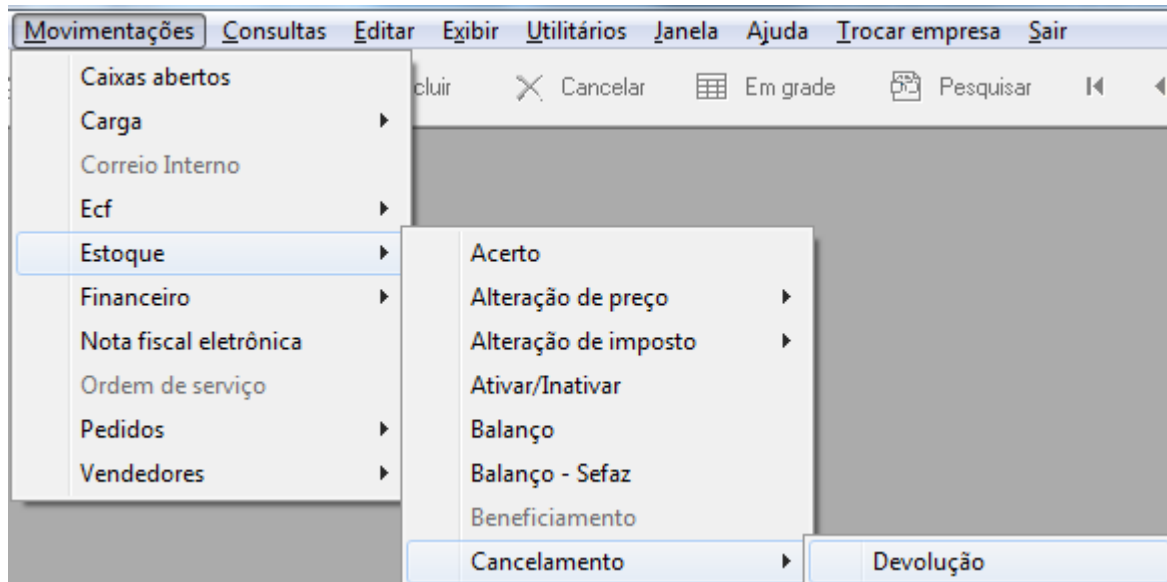 Movimentações Consultas Editar Exibir Utilitários Janela Ajuda Trocar empresa Sair
cluir Cancelar Em grade Pesquisar
Caixas abertos
Carga
Correio Interno
Ecf
Estoque
Financeiro
Nota fiscal eletrônica
Ordem de serviço
Pedidos
Vendedores
Acerto
Alteração de preço
Alteração de imposto
Ativar/Inativar
Balanço
Balanço - Sefaz
Beneficiamento
Cancelamento
Devolução